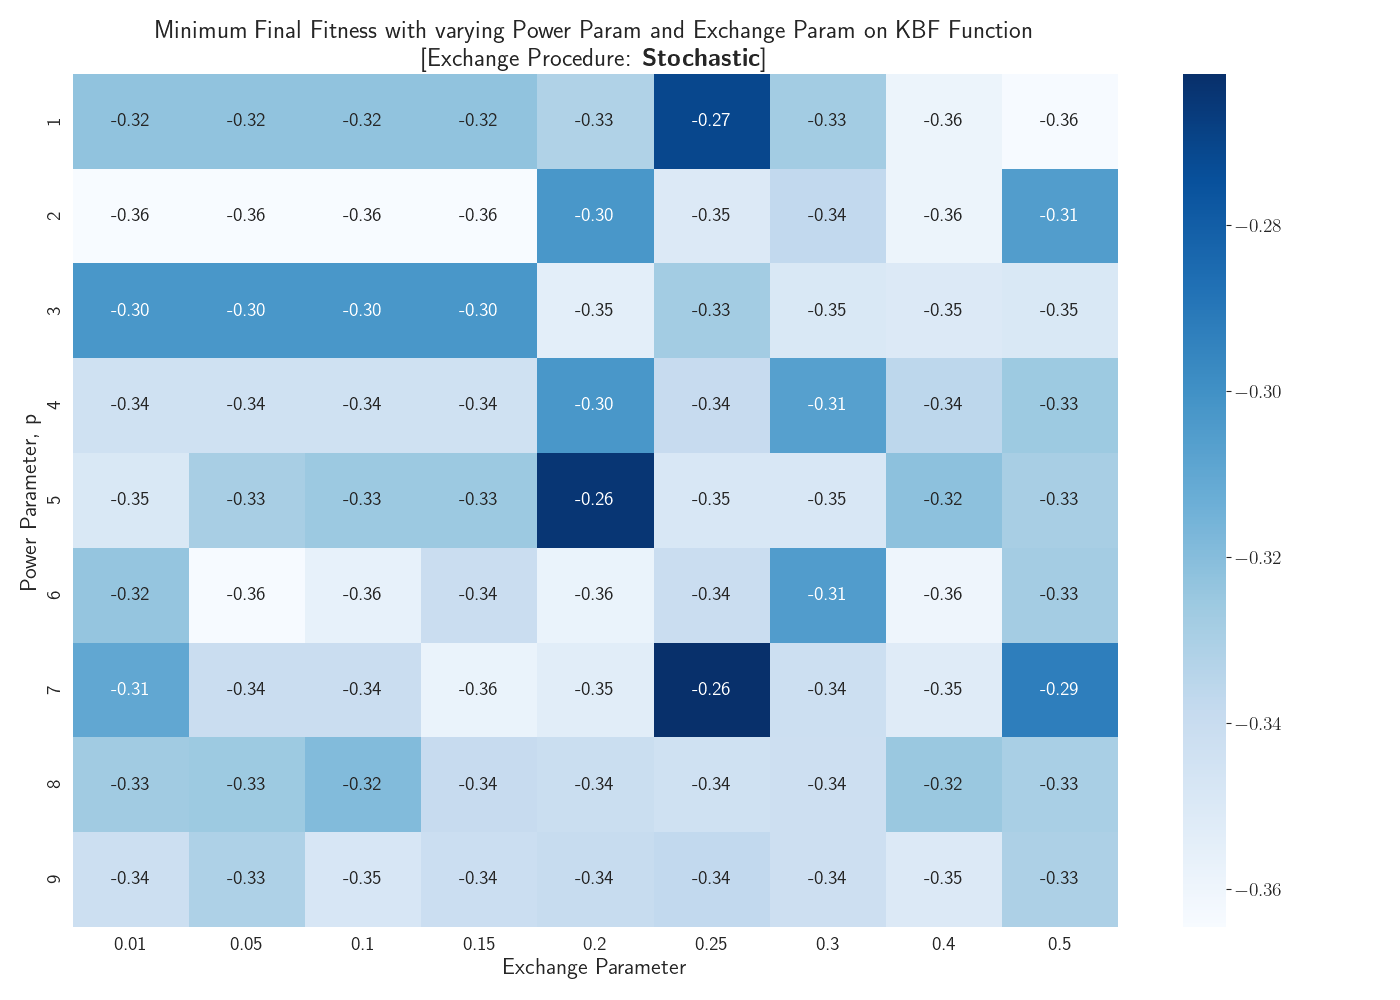 Minimum Final Fitness with varying Power Param and Exchange Param on KBF Function
[Exchange Procedure: Stochastic]
1 -0.32 -0.32 -0.32 -0.32 -0.33 -0.27 -0.33 -0.36 -0.36
2 -0.36 -0.36 -0.36 -0.36 -0.30 -0.35 -0.34 -0.36 -0.31
3 -0.30 -0.30 -0.30 -0.30 -0.35 -0.33 -0.35 -0.35 -0.35
4 -0.34 -0.34 -0.34 -0.34 -0.30 -0.34 -0.31 -0.34 -0.33
5 -0.35 -0.33 -0.33 -0.33 -0.26 -0.35 -0.35 -0.32 -0.33
6 -0.32 -0.36 -0.36 -0.34 -0.36 -0.34 -0.31 -0.36 -0.33
7 -0.31 -0.34 -0.34 -0.36 -0.35 -0.26 -0.34 -0.35 -0.29
8 -0.33 -0.33 -0.32 -0.34 -0.34 -0.34 -0.34 -0.32 -0.33
9 -0.34 -0.33 -0.35 -0.34 -0.34 -0.34 -0.34 -0.35 -0.33
0.01 0.05 0.1 0.15 0.2 0.25 0.3 0.4 0.5
Exchange Parameter
Power Parameter, p
−0.28
−0.30
−0.32
−0.34
−0.36